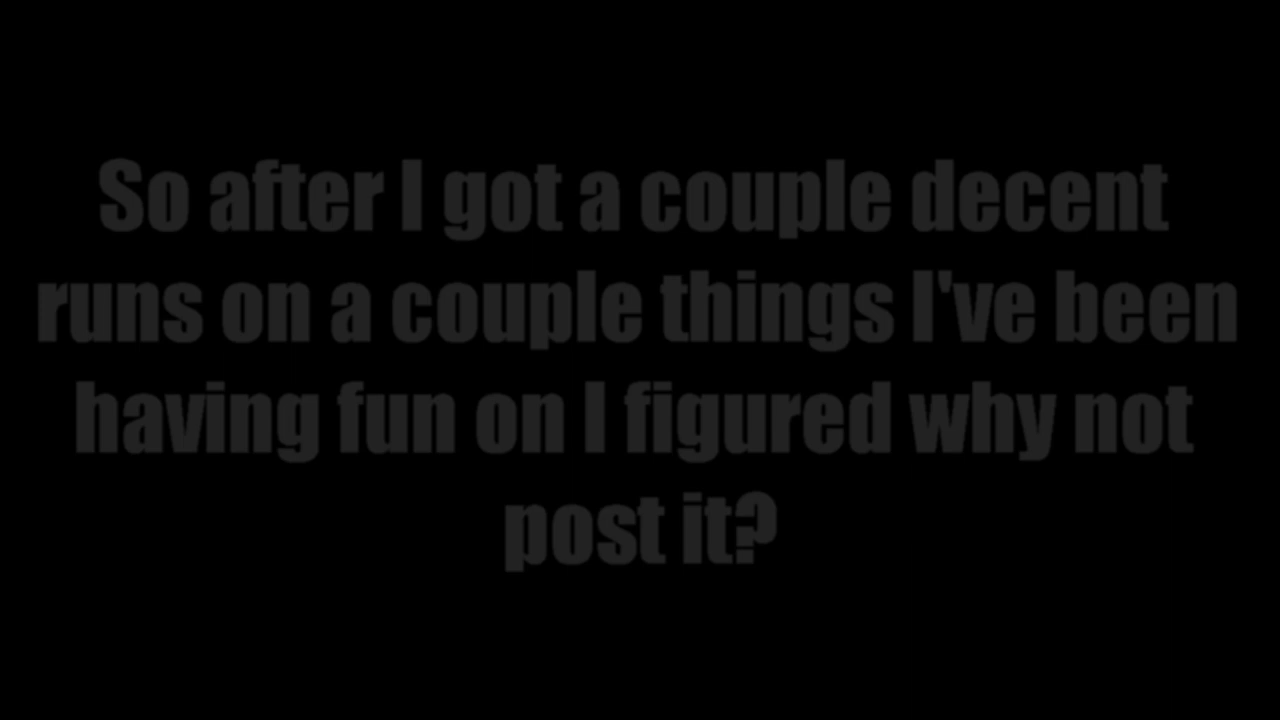 So after I got a couple decent
runs on a couple things I've been
having fun on I figured why not
post it?